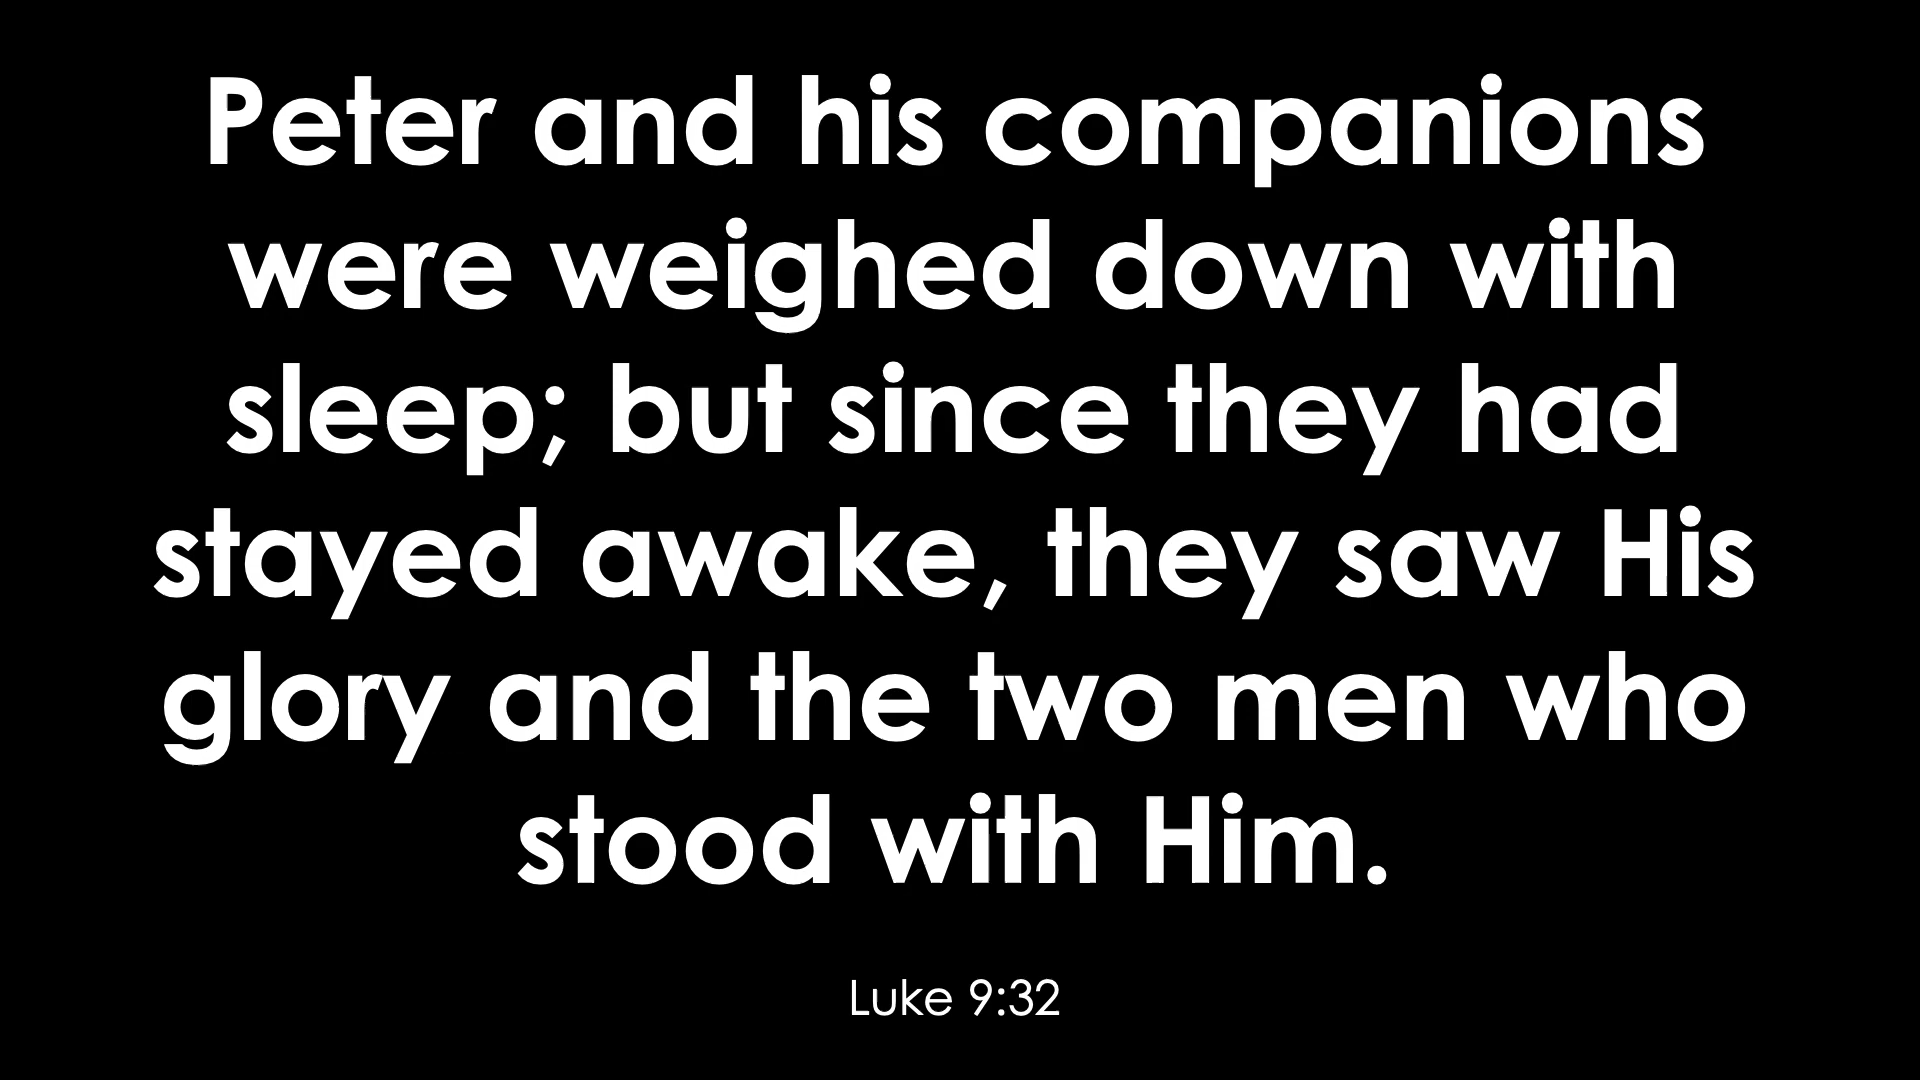 Peter and his companions
were weighed down with
sleep; but since they had
stayed awake, they saw His
glory and the two men who
stood with Him.
Luke 9:32